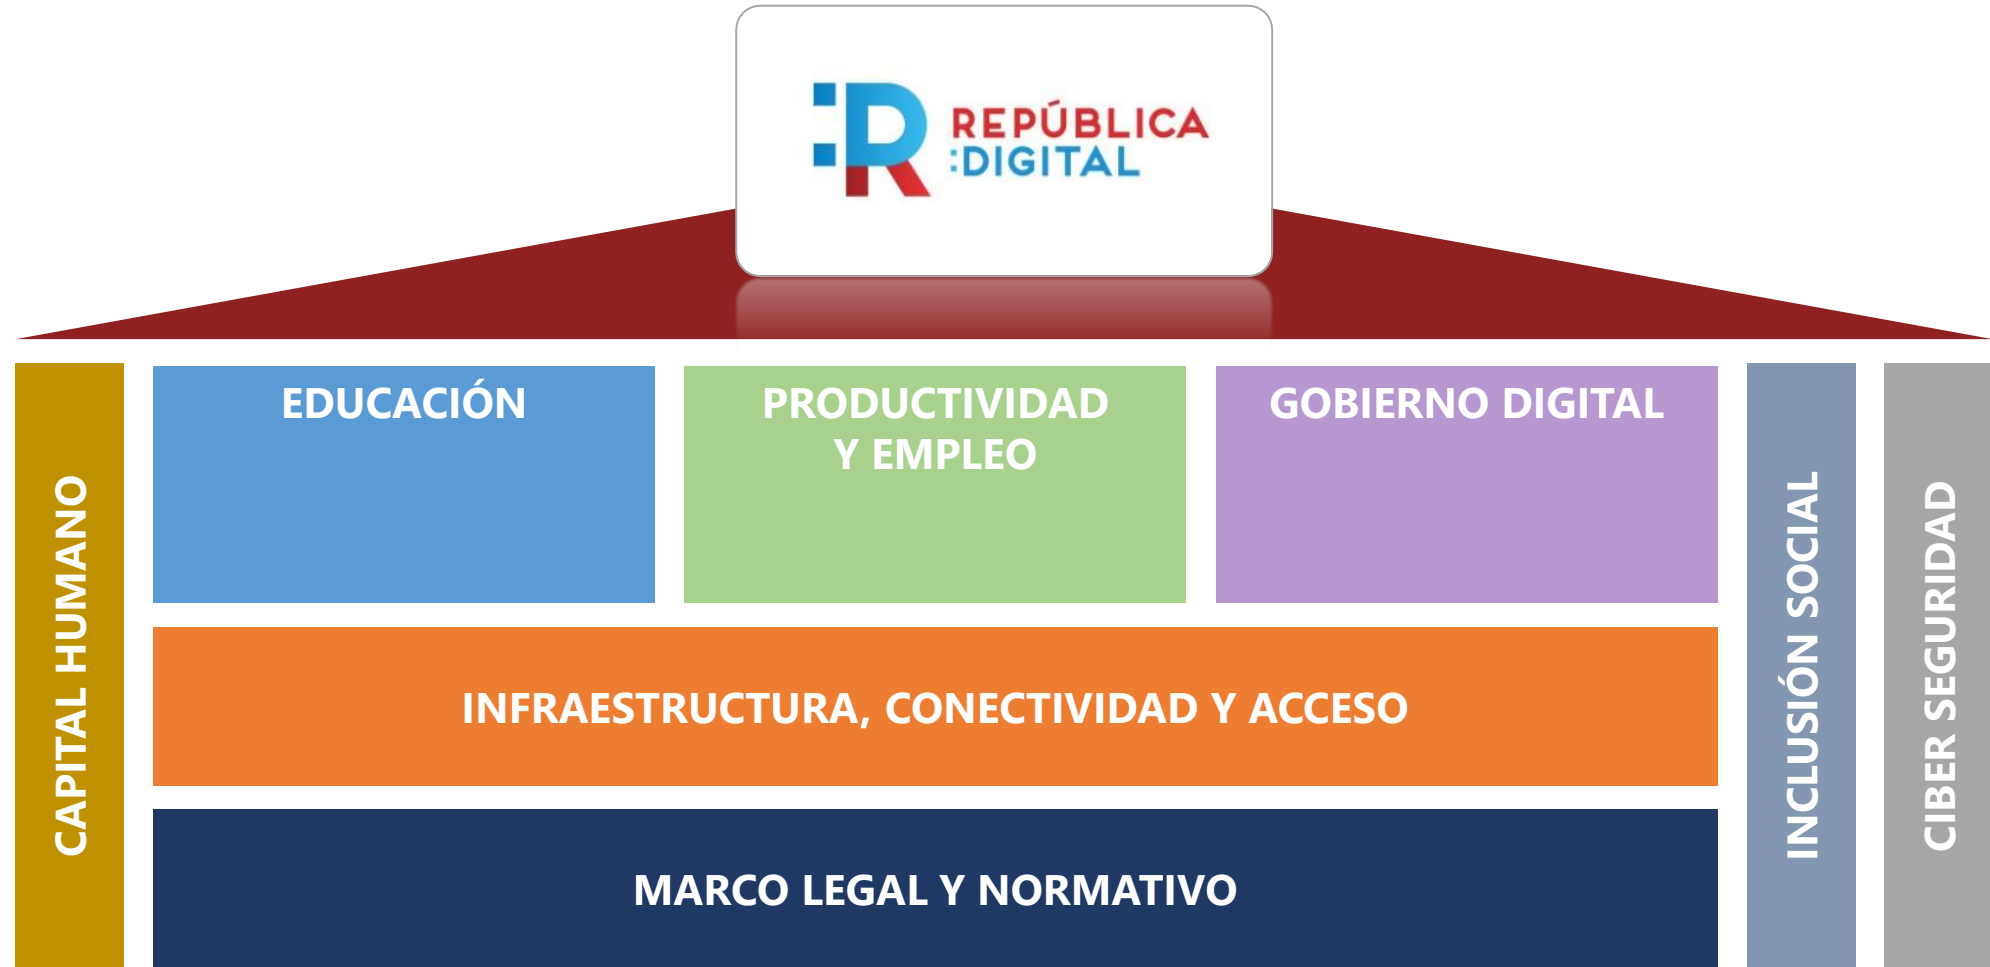 REPÚBLICA
:DIGITAL
CAPITAL HUMANO
EDUCACIÓN
PRODUCTIVIDAD
Y EMPLEO
GOBIERNO DIGITAL
INFRAESTRUCTURA, CONECTIVIDAD Y ACCESO
MARCO LEGAL Y NORMATIVO
INCLUSIÓN SOCIAL
CIBER SEGURIDAD